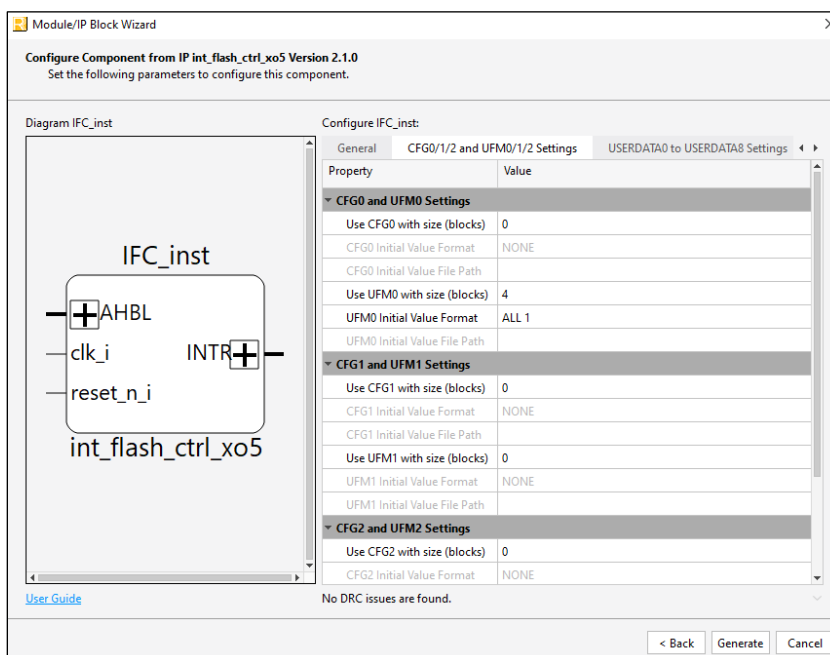 Module/IP Block Wizard
Configure Component from IP int_flash_ctrl_xo5 Version 2.1.0
Set the following parameters to configure this component.
Diagram IFC_inst
IFC_inst
AHBL
clk_i
INTR
reset_n_i
int_flash_ctrl_xo5
User Guide
Configure IFC_inst:
General CFG0/1/2 and UFM0/1/2 Settings USERDATA0 to USERDATA8 Settings
Property Value
CFG0 and UFM0 Settings
Use CFG0 with size (blocks) 0
CFG0 Initial Value Format NONE
CFG0 Initial Value File Path
Use UFM0 with size (blocks) 4
UFM0 Initial Value Format ALL 1
UFM0 Initial Value File Path
CFG1 and UFM1 Settings
Use CFG1 with size (blocks) 0
CFG1 Initial Value Format NONE
CFG1 Initial Value File Path
Use UFM1 with size (blocks) 0
UFM1 Initial Value Format NONE
UFM1 Initial Value File Path
CFG2 and UFM2 Settings
Use CFG2 with size (blocks) 0
CFG2 Initial Value Format NONE
No DRC issues are found.
< Back Generate Cancel